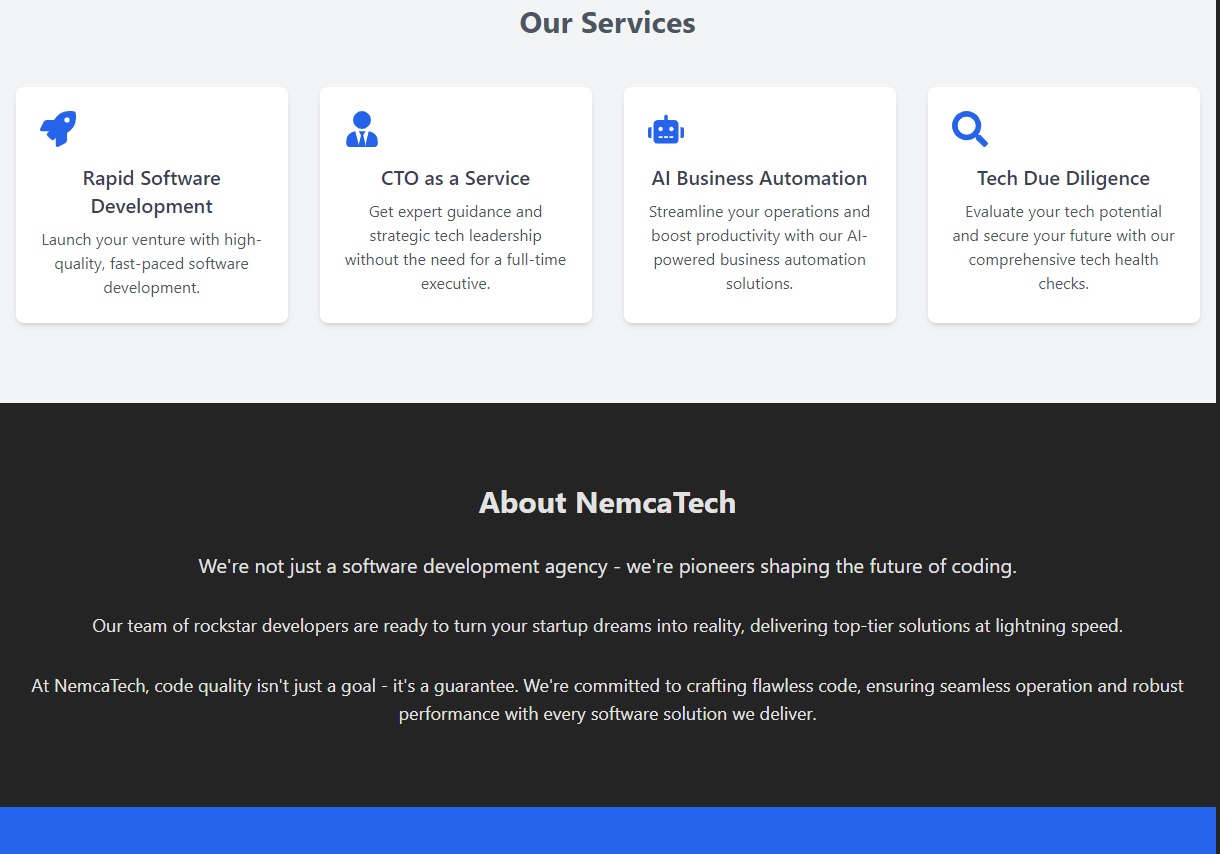 Our Services
Rapid Software
Development
Launch your venture with high-
quality, fast-paced software
development.
CTO as a Service
Get expert guidance and
strategic tech leadership
without the need for a full-time
executive.
AI Business Automation
Streamline your operations and
boost productivity with our AI-
powered business automation
solutions.
Tech Due Diligence
Evaluate your tech potential
and secure your future with our
comprehensive tech health
checks.
About NemcaTech
We're not just a software development agency - we're pioneers shaping the future of coding.
Our team of rockstar developers are ready to turn your startup dreams into reality, delivering top-tier solutions at lightning speed.
At NemcaTech, code quality isn't just a goal - it's a guarantee. We're committed to crafting flawless code, ensuring seamless operation and robust
performance with every software solution we deliver.